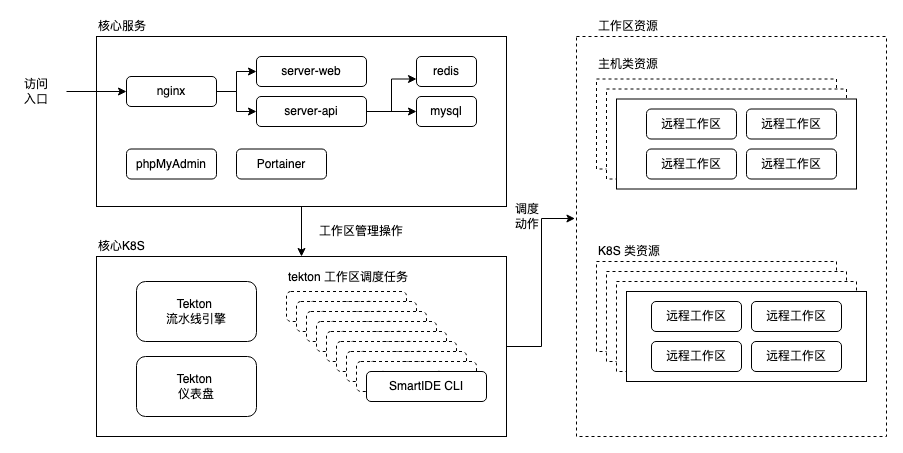 核心服务
访问
入口
nginx
server-web
server-api
redis
mysql
phpMyAdmin
Portainer
工作区管理操作
核心K8S
Tekton
流水线引擎
Tekton
仪表盘
tekton 工作区调度任务
SmartIDE CLI
调度
动作
工作区资源
主机类资源
远程工作区
远程工作区
远程工作区
远程工作区
K8S 类资源
远程工作区
远程工作区
远程工作区
远程工作区